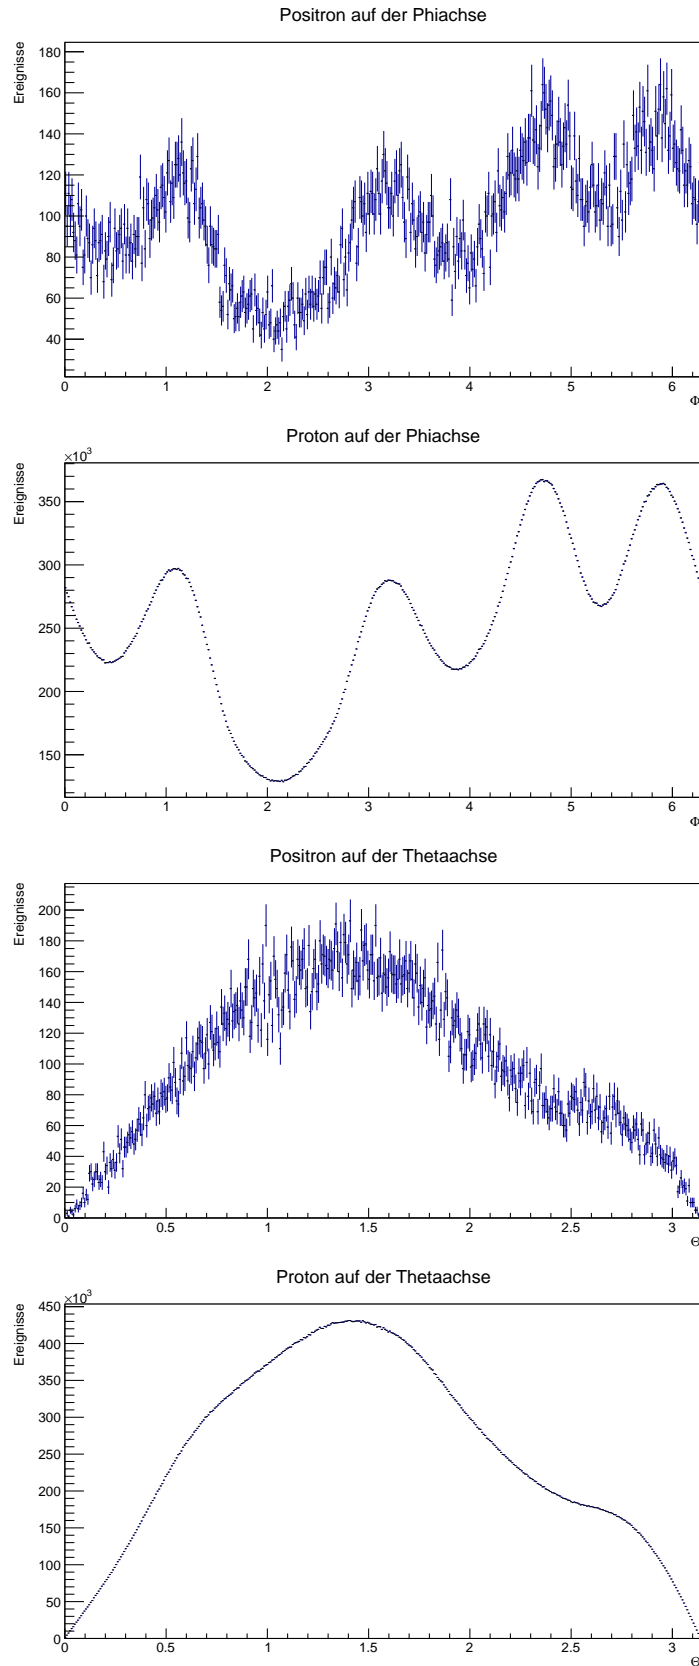 Positron auf der Phiachse
Ereignisse
180
160
140
120
100
80
60
40
0 1 2 3 4 5 6
Φ
Proton auf der Phiachse
×10³
Ereignisse
350
300
250
200
150
0 1 2 3 4 5 6
Φ
Positron auf der Thetaachse
Ereignisse
200
180
160
140
120
100
80
60
40
20
0
0 0.5 1 1.5 2 2.5 3
Θ
Proton auf der Thetaachse
×10³
Ereignisse
450
400
350
300
250
200
150
100
50
0
0 0.5 1 1.5 2 2.5 3
Θ